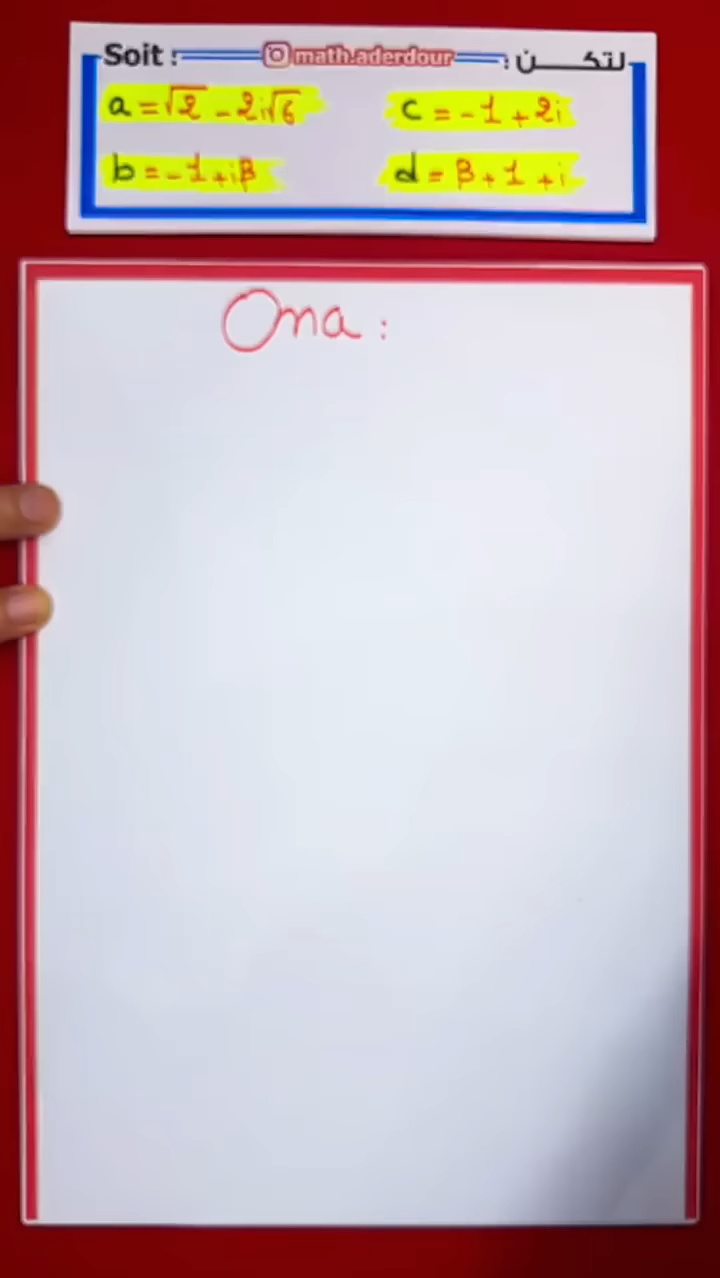 Soit : math.aderdour لتكن :
a = √2 - 2i√6 c = -1 + 2i
b = -1 + iβ d = β + 1 + i
On a :